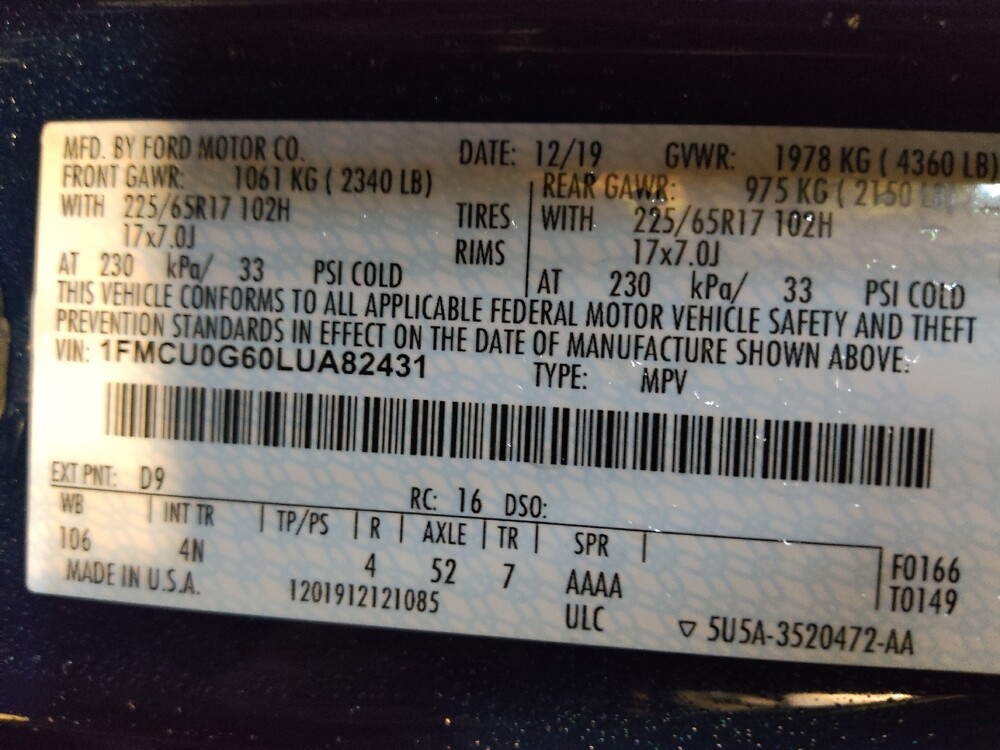 MFD. BY FORD MOTOR CO. DATE: 12/19 GVWR: 1978 KG ( 4360 LB)
FRONT GAWR: 1061 KG ( 2340 LB) REAR GAWR: 975 KG ( 2150 LB)
WITH 225/65R17 102H TIRES WITH 225/65R17 102H
17x7.0J RIMS 17x7.0J
AT 230 kPa/ 33 PSI COLD AT 230 kPa/ 33 PSI COLD
THIS VEHICLE CONFORMS TO ALL APPLICABLE FEDERAL MOTOR VEHICLE SAFETY AND THEFT
PREVENTION STANDARDS IN EFFECT ON THE DATE OF MANUFACTURE SHOWN ABOVE.
VIN: 1FMCU0G60LUA82431 TYPE: MPV
EXT PNT: D9 RC: 16 DSO:
WB INT TR TP/PS R AXLE TR SPR
106 4N 4 52 7 AAAA F0166
MADE IN U.S.A. 1201912121085 ULC T0149
▽ 5U5A-3520472-AA